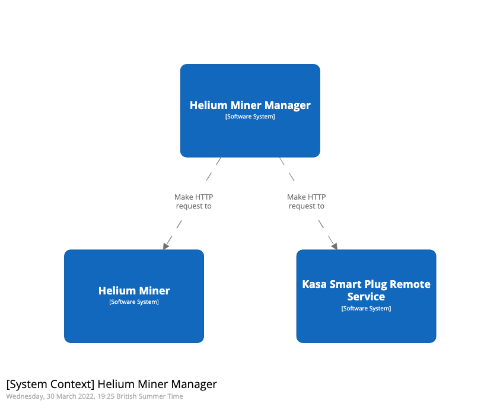 Helium Miner Manager
[Software System]
Make HTTP
request to
Make HTTP
request to
Helium Miner
[Software System]
Kasa Smart Plug Remote
Service
[Software System]
[System Context] Helium Miner Manager
Wednesday, 30 March 2022, 19:25 British Summer Time